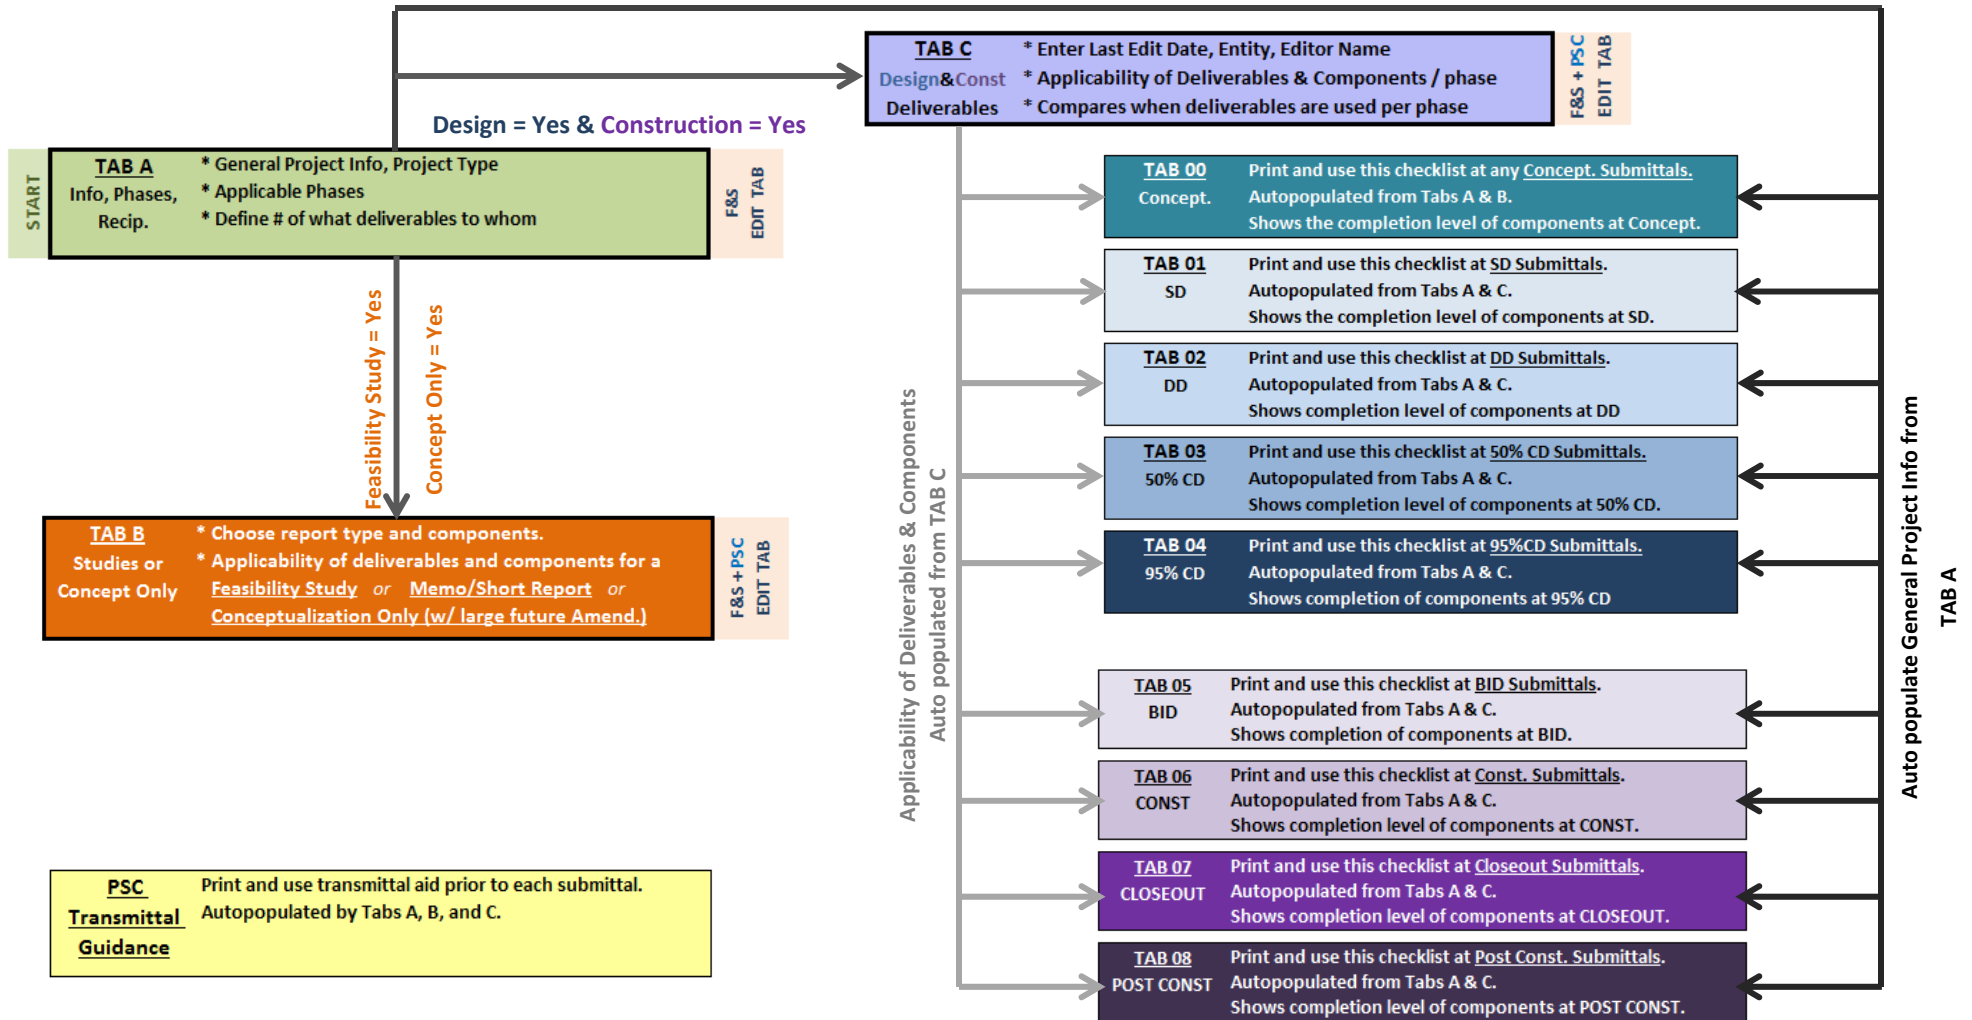 TAB C
Design&Const
Deliverables
* Enter Last Edit Date, Entity, Editor Name
* Applicability of Deliverables & Components / phase
* Compares when deliverables are used per phase
F&S + PSC
EDIT TAB
Design = Yes & Construction = Yes
START
TAB A
Info, Phases,
Recip.
* General Project Info, Project Type
* Applicable Phases
* Define # of what deliverables to whom
F&S
EDIT TAB
Feasibility Study = Yes
Concept Only = Yes
TAB B
Studies or
Concept Only
* Choose report type and components.
* Applicability of deliverables and components for a
Feasibility Study or Memo/Short Report or
Conceptualization Only (w/ large future Amend.)
F&S + PSC
EDIT TAB
PSC
Transmittal
Guidance
Print and use transmittal aid prior to each submittal.
Autopopulated by Tabs A, B, and C.
Applicability of Deliverables & Components
Auto populated from TAB C
TAB 00
Concept.
Print and use this checklist at any Concept. Submittals.
Autopopulated from Tabs A & B.
Shows the completion level of components at Concept.
TAB 01
SD
Print and use this checklist at SD Submittals.
Autopopulated from Tabs A & C.
Shows the completion level of components at SD.
TAB 02
DD
Print and use this checklist at DD Submittals.
Autopopulated from Tabs A & C.
Shows completion level of components at DD
TAB 03
50% CD
Print and use this checklist at 50% CD Submittals.
Autopopulated from Tabs A & C.
Shows completion level of components at 50% CD.
TAB 04
95% CD
Print and use this checklist at 95%CD Submittals.
Autopopulated from Tabs A & C.
Shows completion of components at 95% CD
TAB 05
BID
Print and use this checklist at BID Submittals.
Autopopulated from Tabs A & C.
Shows completion of components at BID.
TAB 06
CONST
Print and use this checklist at Const. Submittals.
Autopopulated from Tabs A & C.
Shows completion level of components at CONST.
TAB 07
CLOSEOUT
Print and use this checklist at Closeout Submittals.
Autopopulated from Tabs A & C.
Shows completion level of components at CLOSEOUT.
TAB 08
POST CONST
Print and use this checklist at Post Const. Submittals.
Autopopulated from Tabs A & C.
Shows completion level of components at POST CONST.
Auto populate General Project Info from
TAB A